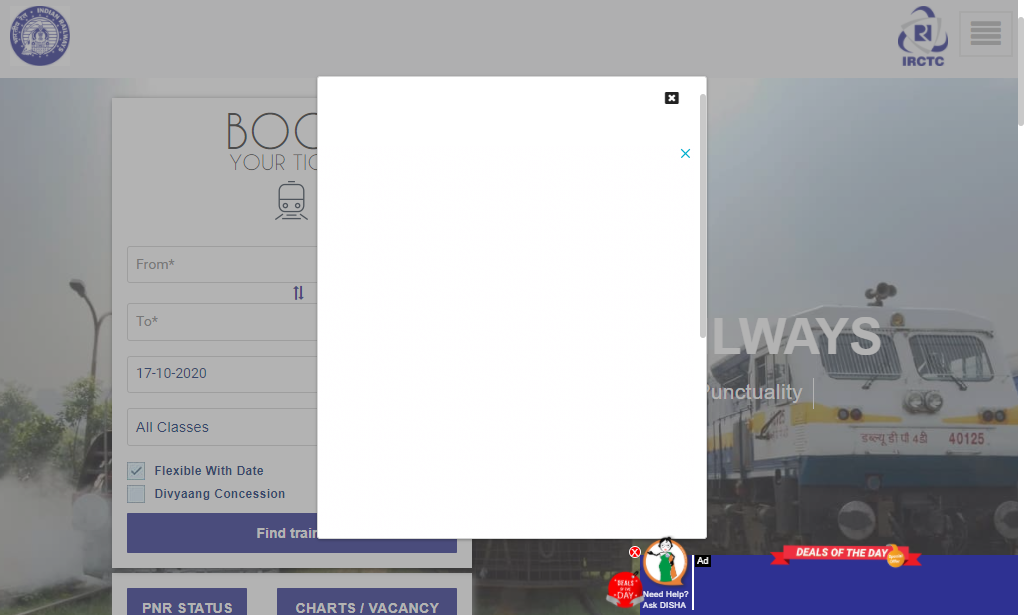 INDIAN RAILWAYS
IRCTC
BOO
YOUR TIC
From*
To*
17-10-2020
All Classes
Flexible With Date
Divyaang Concession
Find train
PNR STATUS
CHARTS / VACANCY
LWAYS
Punctuality
डब्ल्यू डी पी 4डी 40125
DEALS
OF THE
DAY
Need Help?
Ask DISHA
Ad
DEALS OF THE DAY